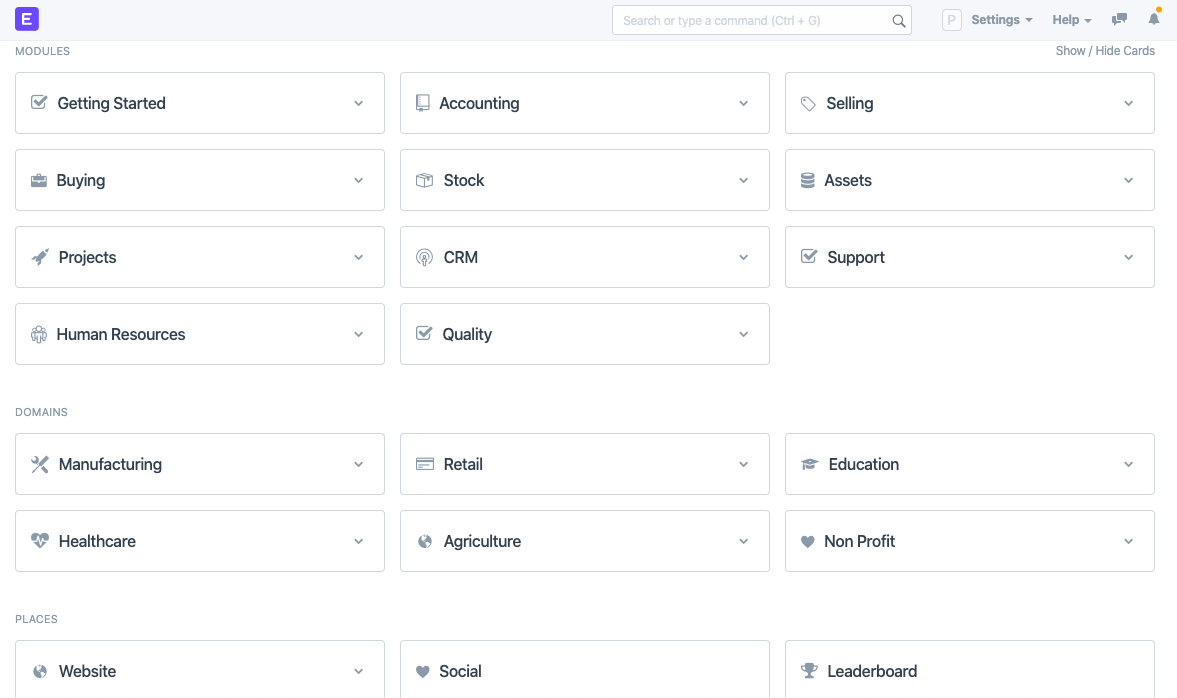 E
Search or type a command (Ctrl + G)
P
Settings
Help
MODULES
Show / Hide Cards
Getting Started
Accounting
Selling
Buying
Stock
Assets
Projects
CRM
Support
Human Resources
Quality
DOMAINS
Manufacturing
Retail
Education
Healthcare
Agriculture
Non Profit
PLACES
Website
Social
Leaderboard